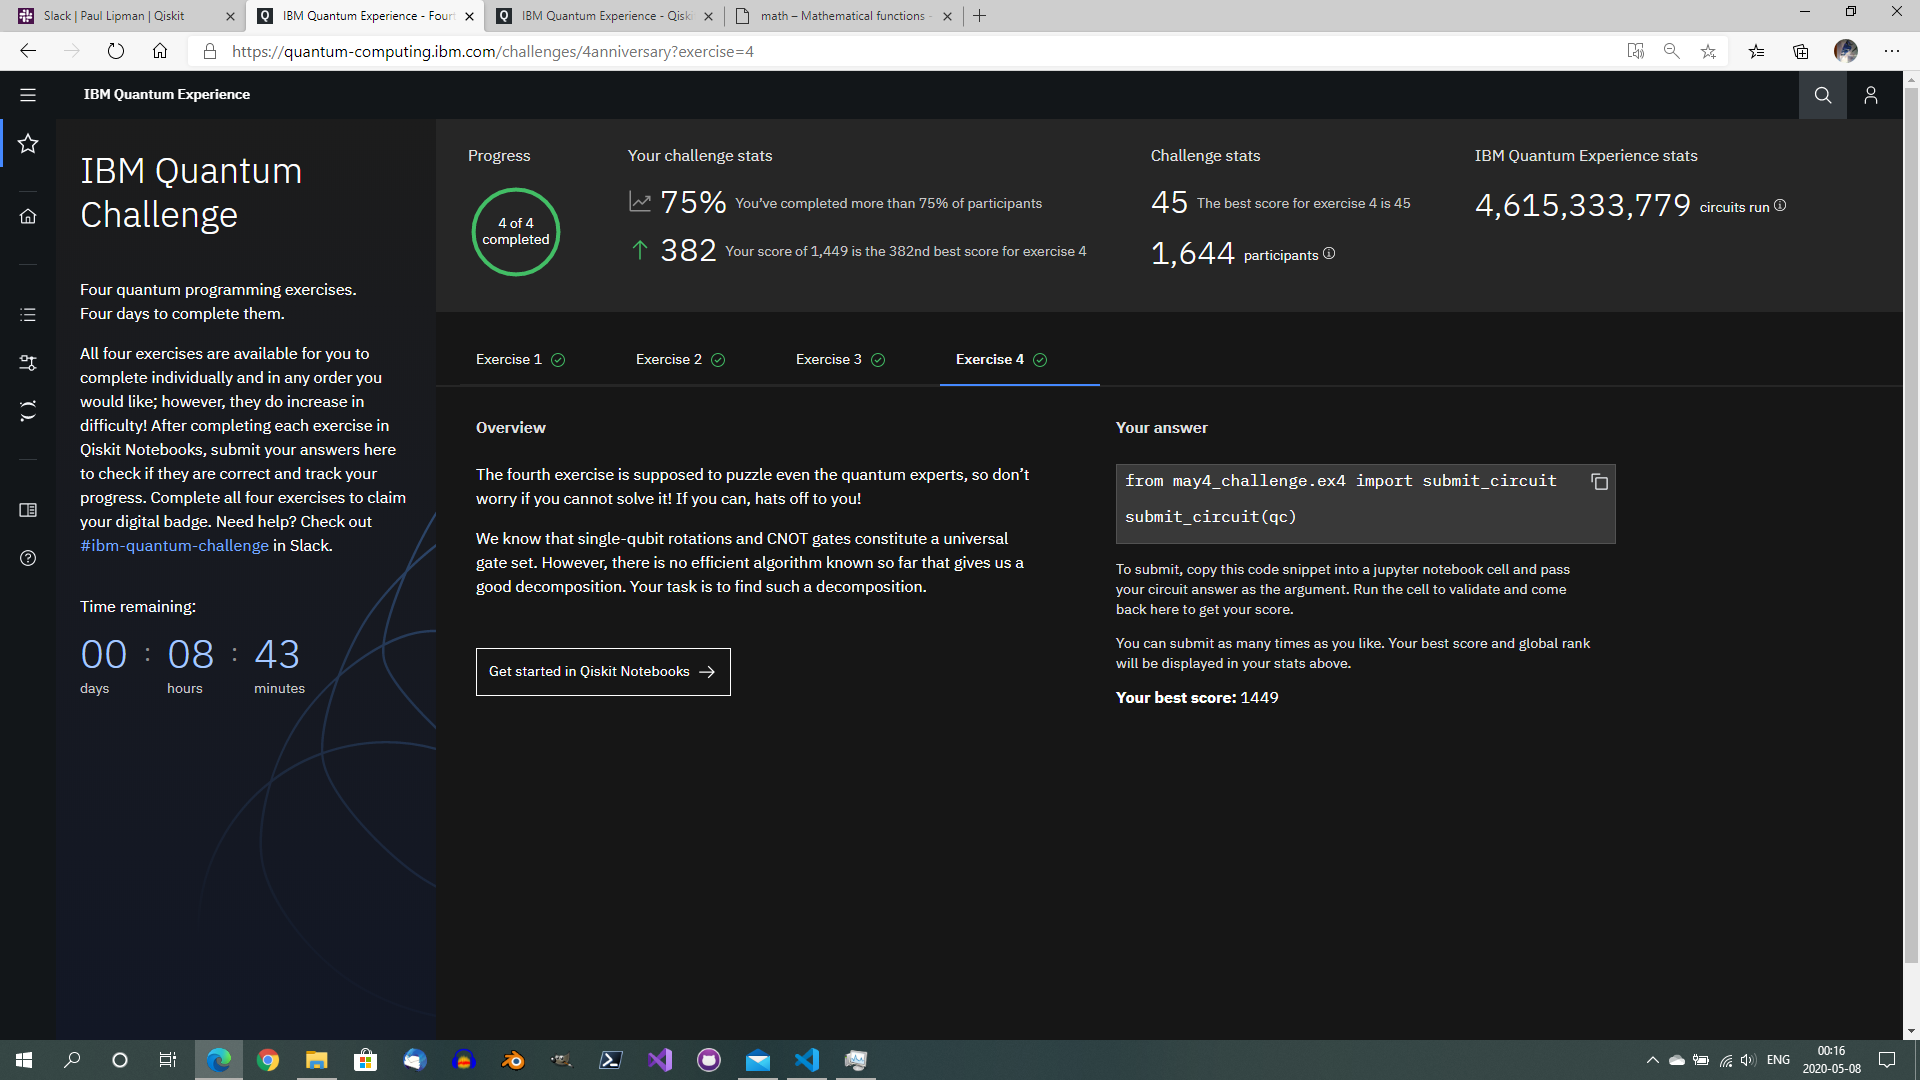 Slack | Paul Lipman | Qiskit
IBM Quantum Experience - Four
IBM Quantum Experience - Qisk
math – Mathematical functions -
https://quantum-computing.ibm.com/challenges/4anniversary?exercise=4
IBM Quantum Experience
IBM Quantum
Challenge
Four quantum programming exercises.
Four days to complete them.
All four exercises are available for you to
complete individually and in any order you
would like; however, they do increase in
difficulty! After completing each exercise in
Qiskit Notebooks, submit your answers here
to check if they are correct and track your
progress. Complete all four exercises to claim
your digital badge. Need help? Check out
#ibm-quantum-challenge in Slack.
Time remaining:
00 : 08 : 43
days hours minutes
Progress
4 of 4
completed
Your challenge stats
75% You’ve completed more than 75% of participants
382 Your score of 1,449 is the 382nd best score for exercise 4
Challenge stats
45 The best score for exercise 4 is 45
1,644 participants
IBM Quantum Experience stats
4,615,333,779 circuits run
Exercise 1
Exercise 2
Exercise 3
Exercise 4
Overview
The fourth exercise is supposed to puzzle even the quantum experts, so don’t
worry if you cannot solve it! If you can, hats off to you!
We know that single-qubit rotations and CNOT gates constitute a universal
gate set. However, there is no efficient algorithm known so far that gives us a
good decomposition. Your task is to find such a decomposition.
Get started in Qiskit Notebooks
Your answer
from may4_challenge.ex4 import submit_circuit
submit_circuit(qc)
To submit, copy this code snippet into a jupyter notebook cell and pass
your circuit answer as the argument. Run the cell to validate and come
back here to get your score.
You can submit as many times as you like. Your best score and global rank
will be displayed in your stats above.
Your best score: 1449
ENG
00:16
2020-05-08